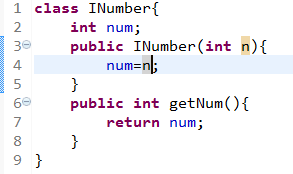 1 class INumber{
2     int num;
3     public INumber(int n){
4         num=n;
5     }
6     public int getNum(){
7         return num;
8     }
9 }